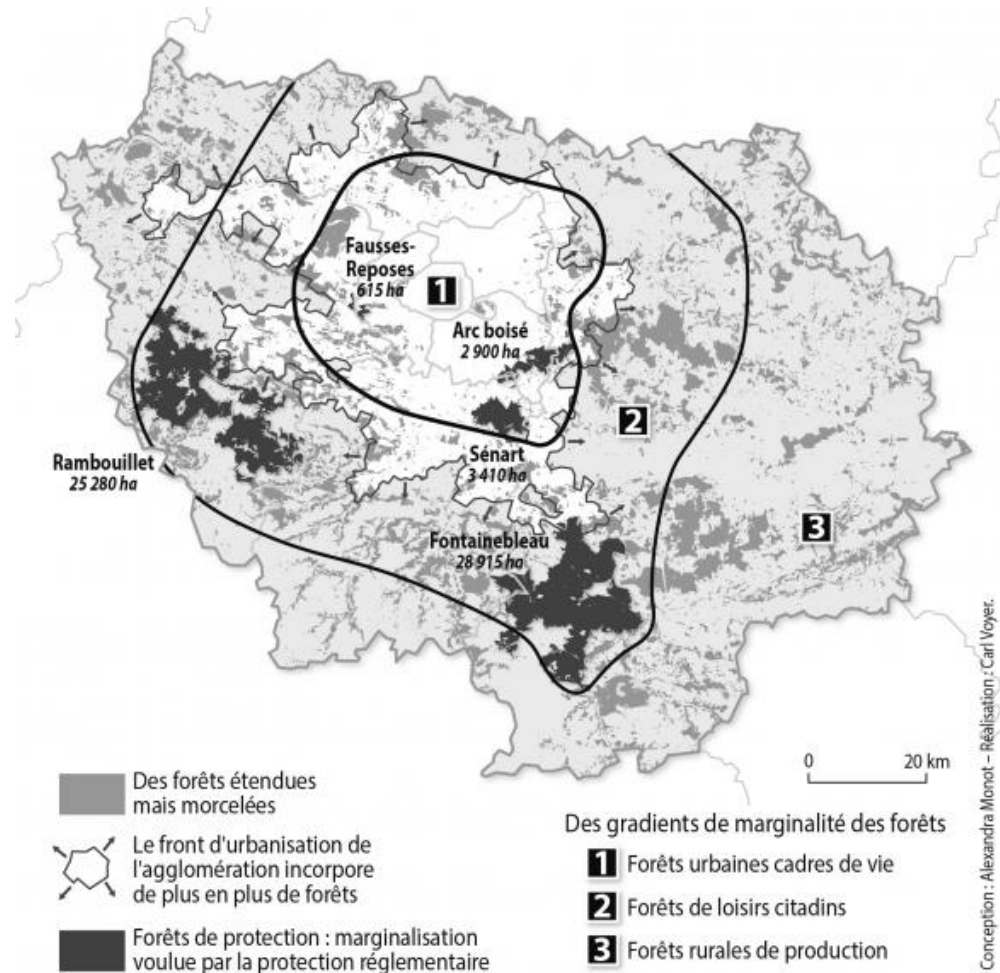 Fausses-
Reposes
615 ha
1
Arc boisé
2 900 ha
2
Rambouillet
25 280 ha
Sénart
3 410 ha
3
Fontainebleau
28 915 ha
0 20 km
Des forêts étendues
mais morcelées
Le front d'urbanisation de
l'agglomération incorpore
de plus en plus de forêts
Forêts de protection : marginalisation
voulue par la protection réglementaire
Des gradients de marginalité des forêts
1 Forêts urbaines cadres de vie
2 Forêts de loisirs citadins
3 Forêts rurales de production
Conception : Alexandra Monot – Réalisation : Carl Voyer.